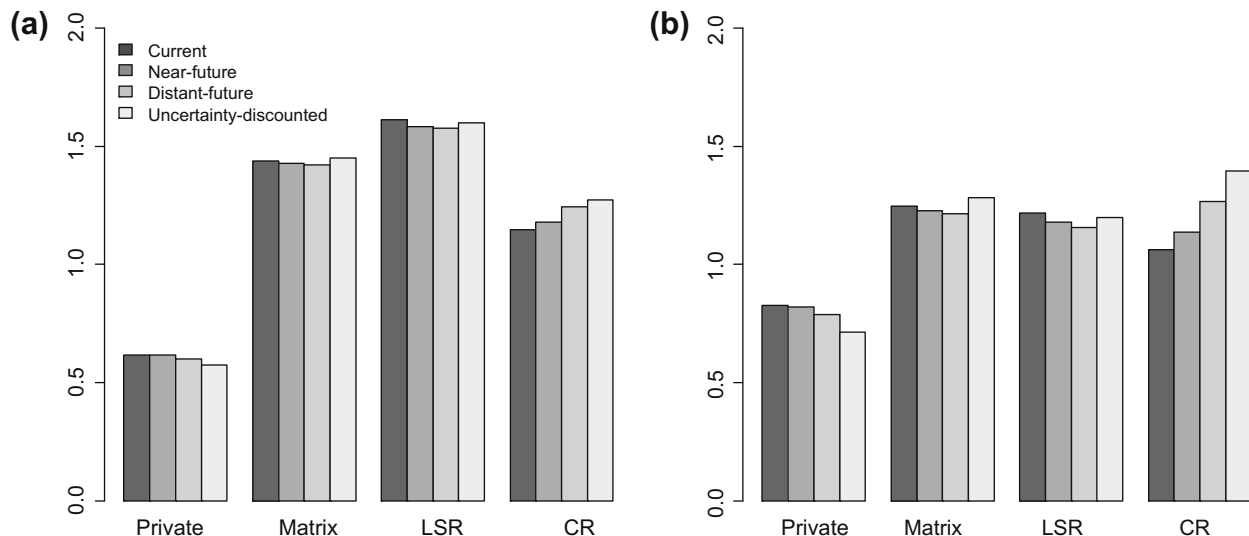 (a)
2.0
1.5
1.0
0.5
0.0
Current
Near-future
Distant-future
Uncertainty-discounted
Private Matrix LSR CR
(b)
2.0
1.5
1.0
0.5
0.0
Private Matrix LSR CR